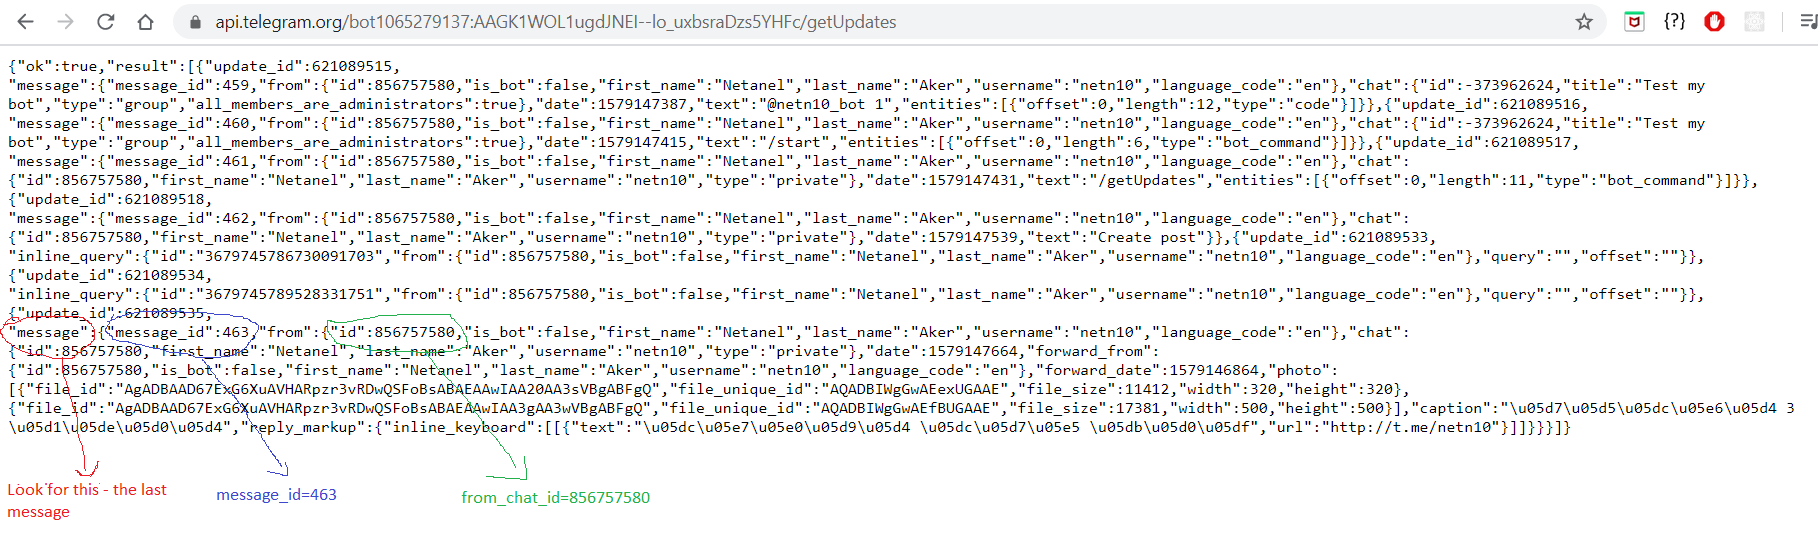 api.telegram.org/bot1065279137:AAGK1WOL1ugdJNEI--lo_uxbsraDzs5YHFc/getUpdates
{?}
{"ok":true,"result":[{"update_id":621089515,
"message":{"message_id":459,"from":{"id":856757580,"is_bot":false,"first_name":"Netanel","last_name":"Aker","username":"netn10","language_code":"en"},"chat":{"id":-373962624,"title":"Test my
bot","type":"group","all_members_are_administrators":true},"date":1579147387,"text":"@netn10_bot 1","entities":[{"offset":0,"length":12,"type":"code"}]}},{"update_id":621089516,
"message":{"message_id":460,"from":{"id":856757580,"is_bot":false,"first_name":"Netanel","last_name":"Aker","username":"netn10","language_code":"en"},"chat":{"id":-373962624,"title":"Test my
bot","type":"group","all_members_are_administrators":true},"date":1579147415,"text":"/start","entities":[{"offset":0,"length":6,"type":"bot_command"}]}},{"update_id":621089517,
"message":{"message_id":461,"from":{"id":856757580,"is_bot":false,"first_name":"Netanel","last_name":"Aker","username":"netn10","language_code":"en"},"chat":
{"id":856757580,"first_name":"Netanel","last_name":"Aker","username":"netn10","type":"private"},"date":1579147431,"text":"/getUpdates","entities":[{"offset":0,"length":11,"type":"bot_command"}]}},
{"update_id":621089518,
"message":{"message_id":462,"from":{"id":856757580,"is_bot":false,"first_name":"Netanel","last_name":"Aker","username":"netn10","language_code":"en"},"chat":
{"id":856757580,"first_name":"Netanel","last_name":"Aker","username":"netn10","type":"private"},"date":1579147539,"text":"Create post"}},{"update_id":621089533,
"inline_query":{"id":"3679745786730091703","from":{"id":856757580,"is_bot":false,"first_name":"Netanel","last_name":"Aker","username":"netn10","language_code":"en"},"query":"","offset":""}},
{"update_id":621089534,
"inline_query":{"id":"3679745789528331751","from":{"id":856757580,"is_bot":false,"first_name":"Netanel","last_name":"Aker","username":"netn10","language_code":"en"},"query":"","offset":""}},
{"update_id":621089535,
"message":{"message_id":463,"from":{"id":856757580,"is_bot":false,"first_name":"Netanel","last_name":"Aker","username":"netn10","language_code":"en"},"chat":
{"id":856757580,"first_name":"Netanel","last_name":"Aker","username":"netn10","type":"private"},"date":1579147664,"forward_from":
{"id":856757580,"is_bot":false,"first_name":"Netanel","last_name":"Aker","username":"netn10","language_code":"en"},"forward_date":1579146864,"photo":
[{"file_id":"AgADBAAD67ExG6XuAVHARpzr3vRDwQSFoBsABAEAAwIAA20AA3sVBgABFgQ","file_unique_id":"AQADBIWgGwAEexUGAAE","file_size":11412,"width":320,"height":320},
{"file_id":"AgADBAAD67ExG6XuAVHARpzr3vRDwQSFoBsABAEAAwIAA3gAA3wVBgABFgQ","file_unique_id":"AQADBIWgGwAEfBUGAAE","file_size":17381,"width":500,"height":500}],"caption":"\u05d7\u05d5\u05dc\u05e6\u05d4 3
\u05d1\u05de\u05d0\u05d4","reply_markup":{"inline_keyboard":[[{"text":"\u05dc\u05e7\u05e0\u05d9\u05d4 \u05dc\u05d7\u05e5 \u05db\u05d0\u05df","url":"http://t.me/netn10"}]]}}}]}
Look for this - the last
message
message_id=463
from_chat_id=856757580